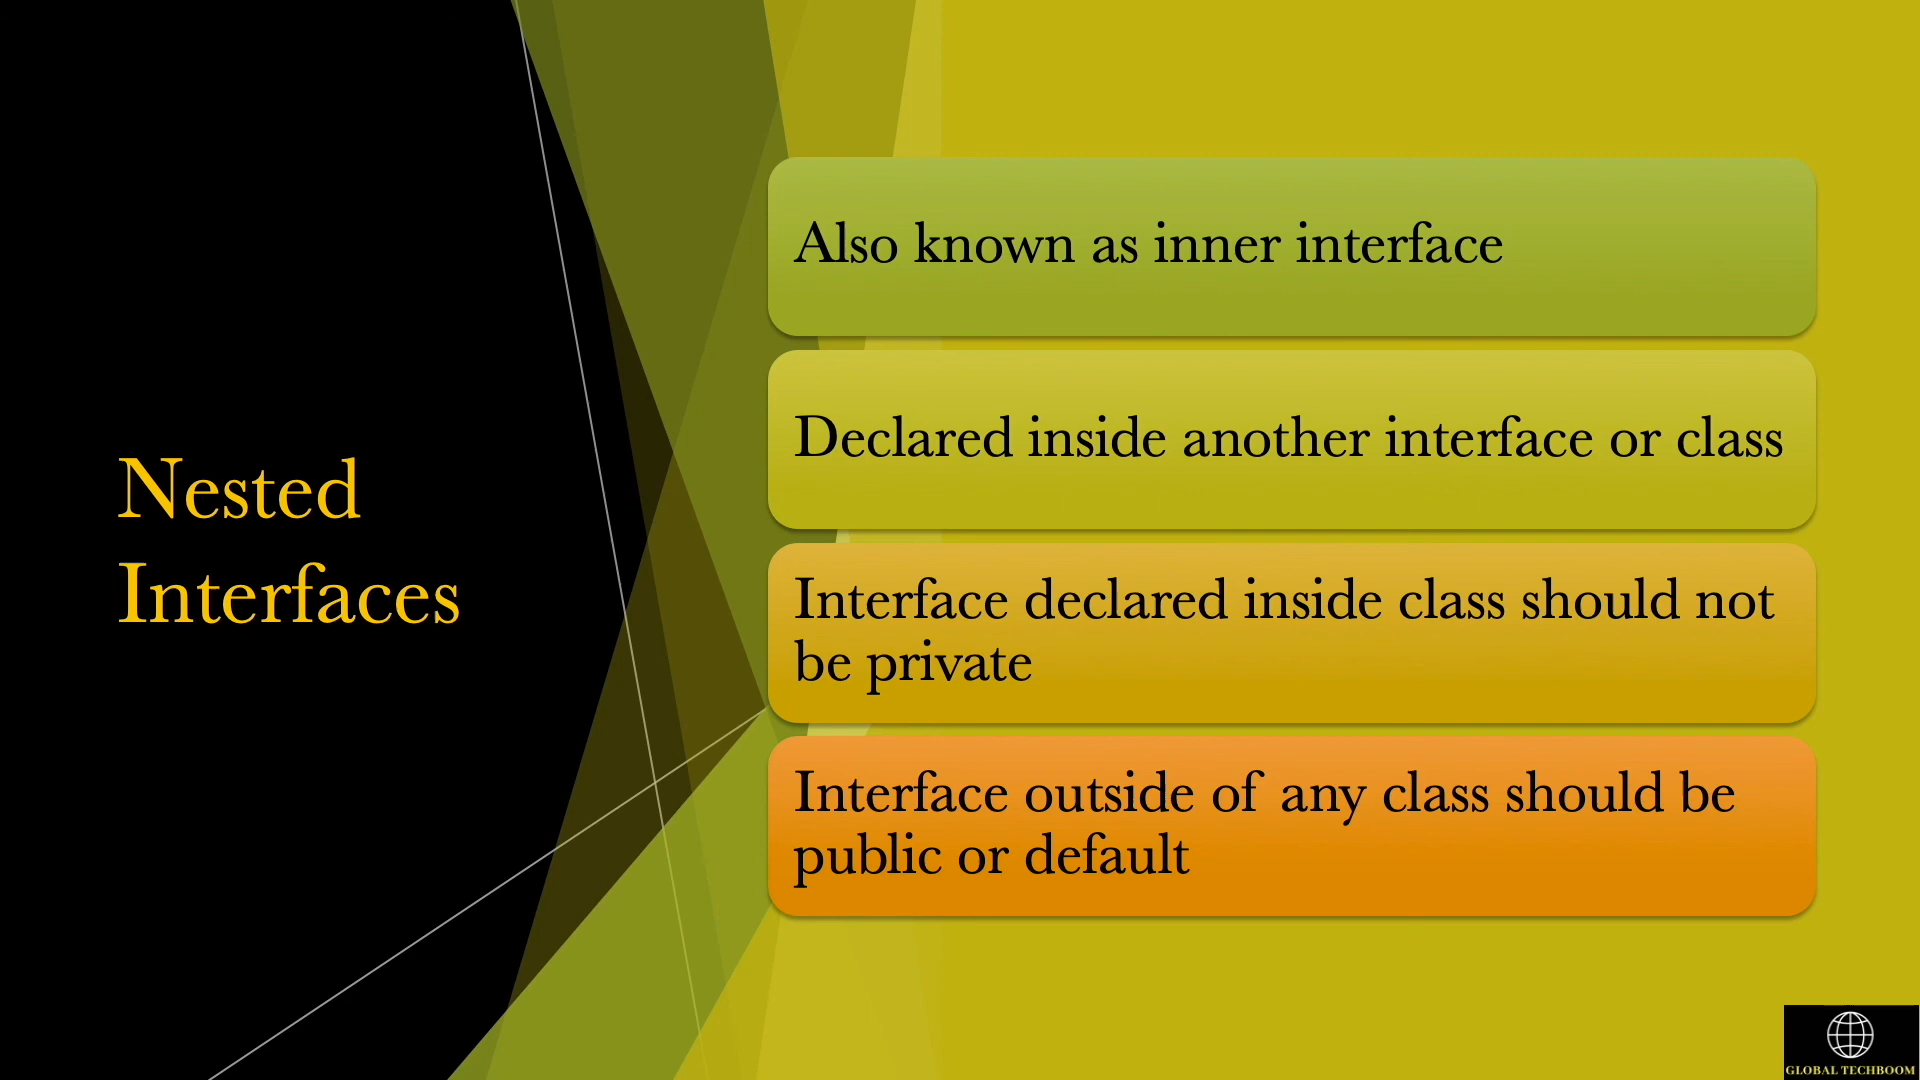 Nested
Interfaces
Also known as inner interface
Declared inside another interface or class
Interface declared inside class should not
be private
Interface outside of any class should be
public or default
GLOBAL TECHBOOM